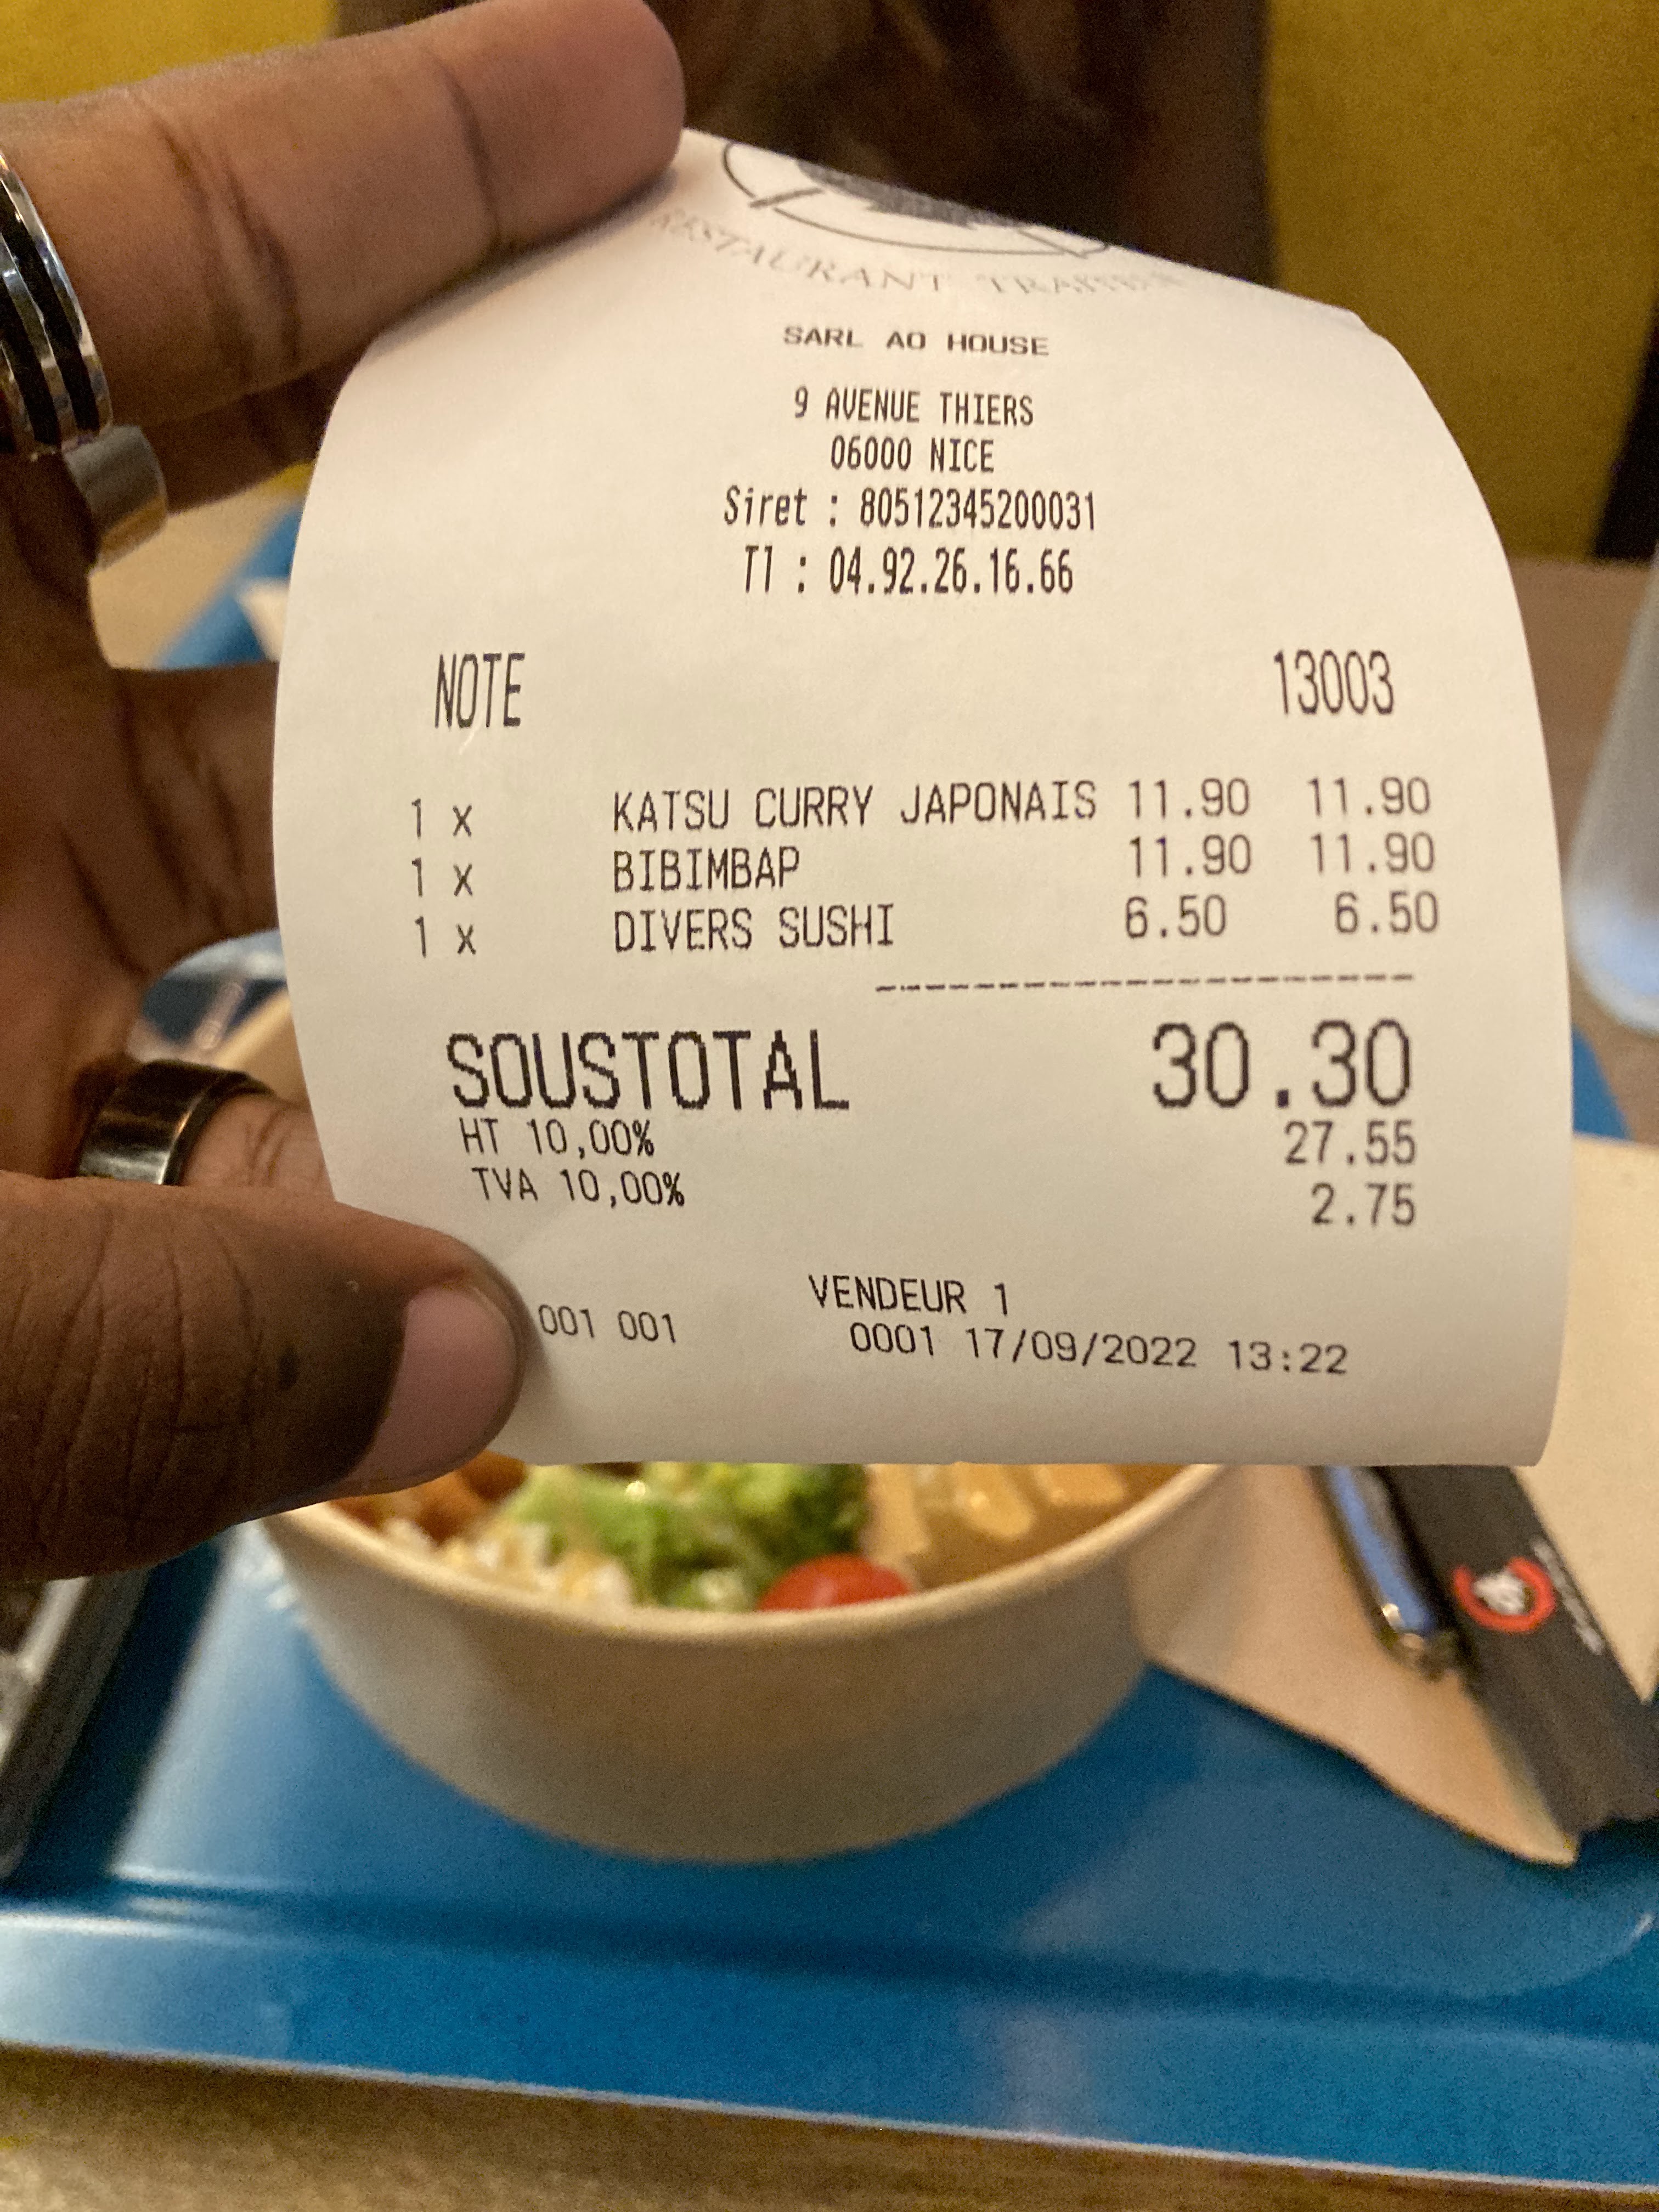 RESTAURANT
SARL AO HOUSE
9 AVENUE THIERS
06000 NICE
Siret : 80512345200031
Tl : 04.92.26.16.66
NOTE 13003
1 x KATSU CURRY JAPONAIS 11.90 11.90
1 x BIBIMBAP 11.90 11.90
1 x DIVERS SUSHI 6.50 6.50
SOUSTOTAL 30.30
HT 10,00% 27.55
TVA 10,00% 2.75
VENDEUR 1
001 001 0001 17/09/2022 13:22